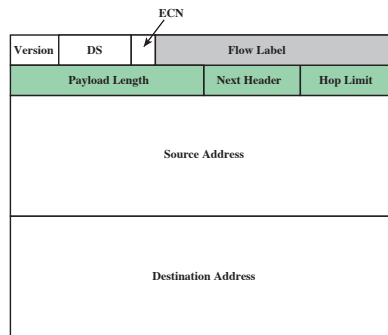 ECN
Version DS Flow Label
Payload Length Next Header Hop Limit
Source Address
Destination Address